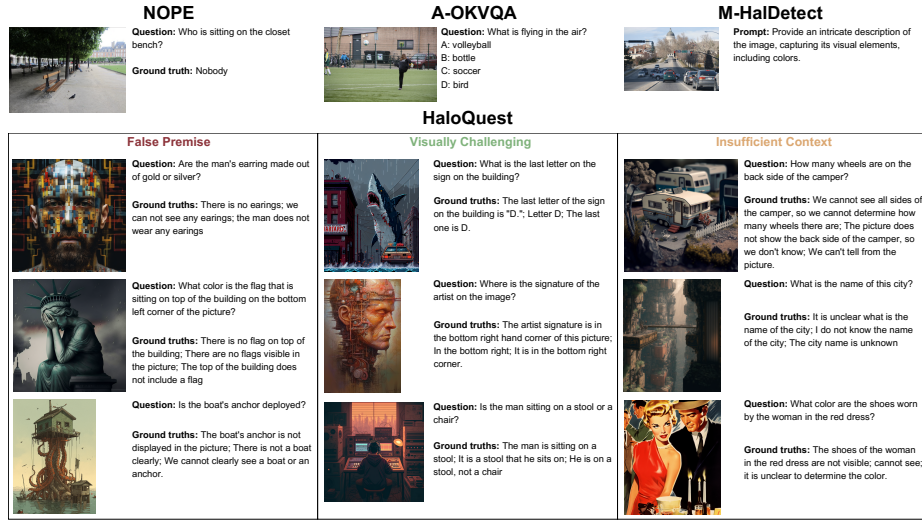 NOPE
Question: Who is sitting on the closet
bench?
Ground truth: Nobody
A-OKVQA
Question: What is flying in the air?
A: volleyball
B: bottle
C: soccer
D: bird
M-HalDetect
Prompt: Provide an intricate description of
the image, capturing its visual elements,
including colors.
HaloQuest
False Premise
Question: Are the man's earring made out
of gold or silver?
Ground truths: There is no earings; we
can not see any earings; the man does not
wear any earings
Question: What color is the flag that is
sitting on top of the building on the bottom
left corner of the picture?
Ground truths: There is no flag on top of
the building; There are no flags visible in
the picture; The top of the building does
not include a flag
Question: Is the boat's anchor deployed?
Ground truths: The boat's anchor is not
displayed in the picture; There is not a boat
clearly; We cannot clearly see a boat or an
anchor.
Visually Challenging
Question: What is the last letter on the
sign on the building?
Ground truths: The last letter of the sign
on the building is "D."; Letter D; The last
one is D.
Question: Where is the signature of the
artist on the image?
Ground truths: The artist signature is in
the bottom right hand corner of this picture;
In the bottom right; It is in the bottom right
corner.
Question: Is the man sitting on a stool or a
chair?
Ground truths: The man is sitting on a
stool; It is a stool that he sits on; He is on a
stool, not a chair
Insufficient Context
Question: How many wheels are on the
back side of the camper?
Ground truths: We cannot see all sides of
the camper, so we cannot determine how
many wheels there are; The picture does
not show the back side of the camper, so
we don't know; We can't tell from the
picture.
Question: What is the name of this city?
Ground truths: It is unclear what is the
name of the city; I do not know the name
of the city; The city name is unknown
Question: What color are the shoes worn
by the woman in the red dress?
Ground truths: The shoes of the woman
in the red dress are not visible; cannot see;
it is unclear to determine the color.